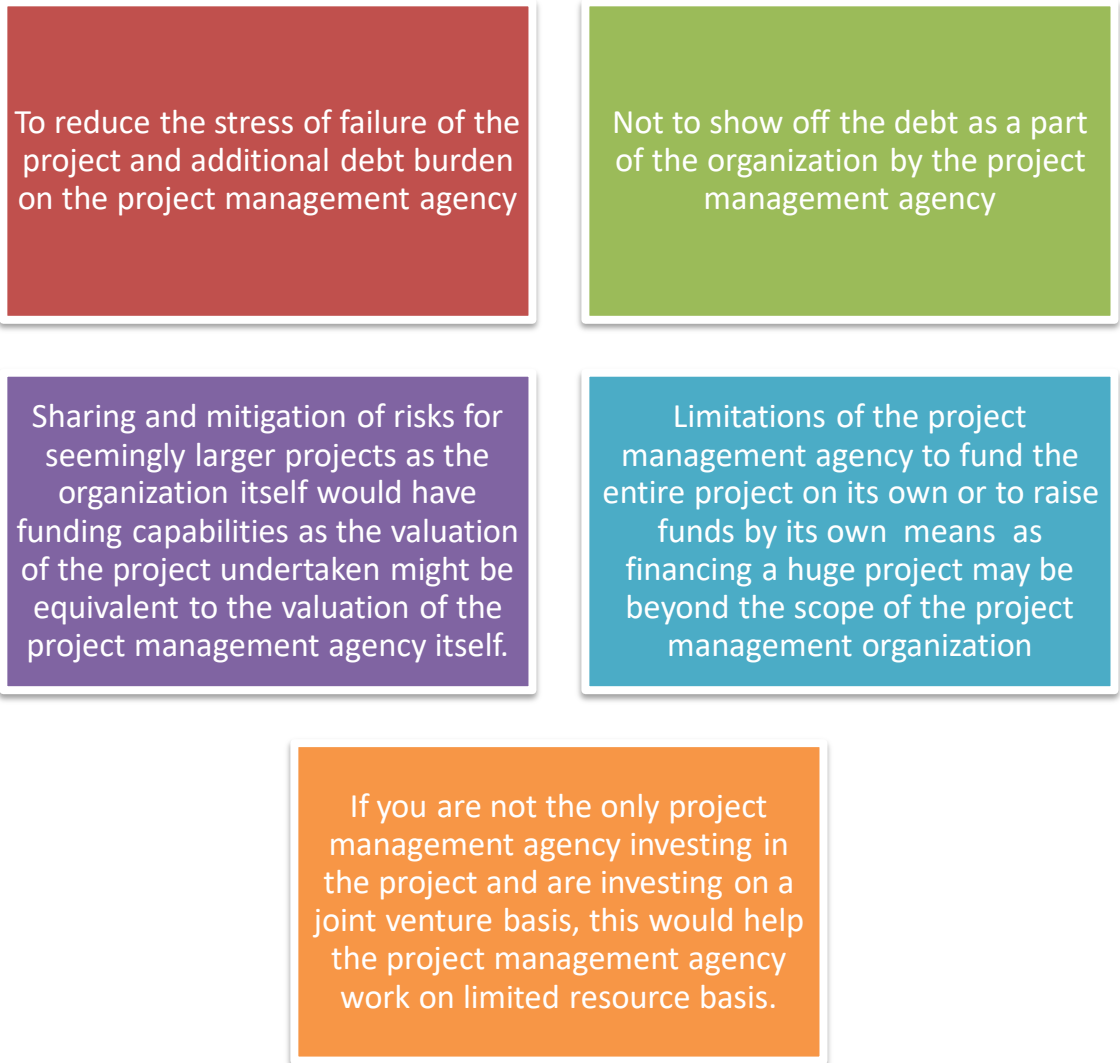 To reduce the stress of failure of the
project and additional debt burden
on the project management agency
Not to show off the debt as a part
of the organization by the project
management agency
Sharing and mitigation of risks for
seemingly larger projects as the
organization itself would have
funding capabilities as the valuation
of the project undertaken might be
equivalent to the valuation of the
project management agency itself.
Limitations of the project
management agency to fund the
entire project on its own or to raise
funds by its own  means  as
financing a huge project may be
beyond the scope of the project
management organization
If you are not the only project
management agency investing in
the project and are investing on a
joint venture basis, this would help
the project management agency
work on limited resource basis.